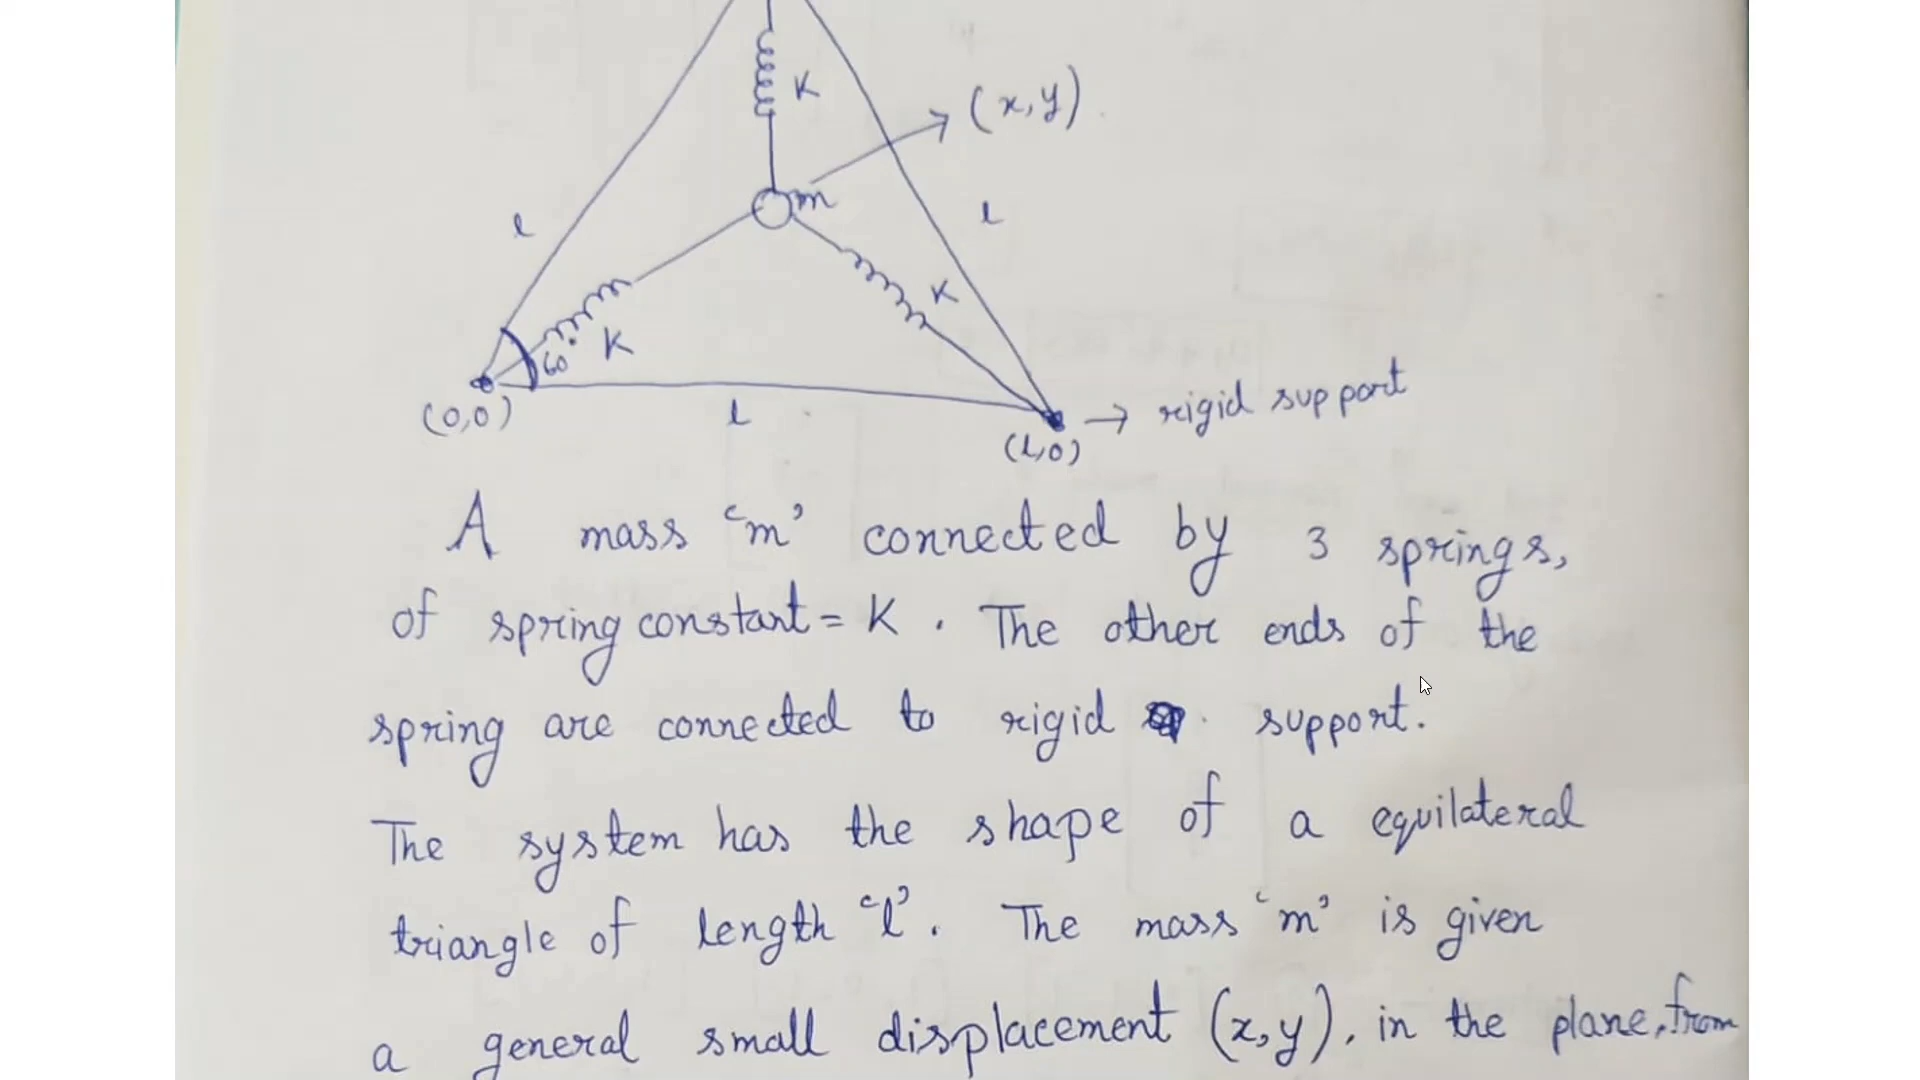 K
(x,y)
m
l
l
K
60°
K
(0,0)
l
→ rigid support
(l,0)
A mass 'm' connected by 3 springs,
of spring constant = K . The other ends of the
spring are connected to rigid support.
The system has the shape of a equilateral
triangle of length 'l'. The mass 'm' is given
a general small displacement (x,y), in the plane, from